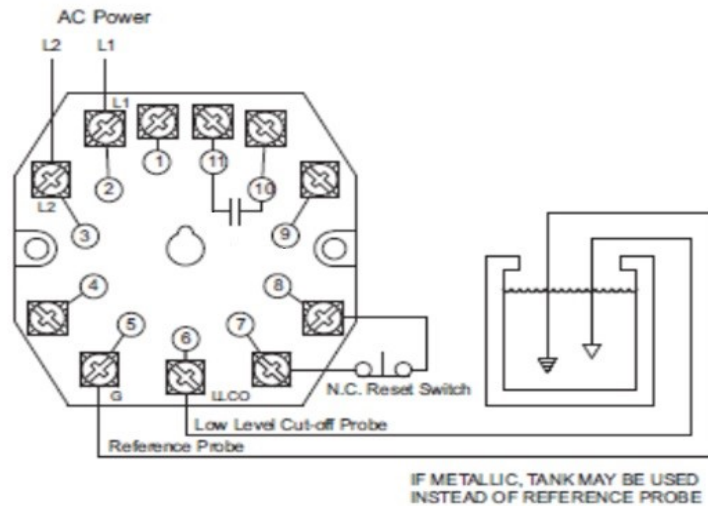 AC Power
L2 L1
L1
1
11
2
10
L2
3
9
4
8
5
6
7
G
LLCO
N.C. Reset Switch
Low Level Cut-off Probe
Reference Probe
IF METALLIC, TANK MAY BE USED
INSTEAD OF REFERENCE PROBE